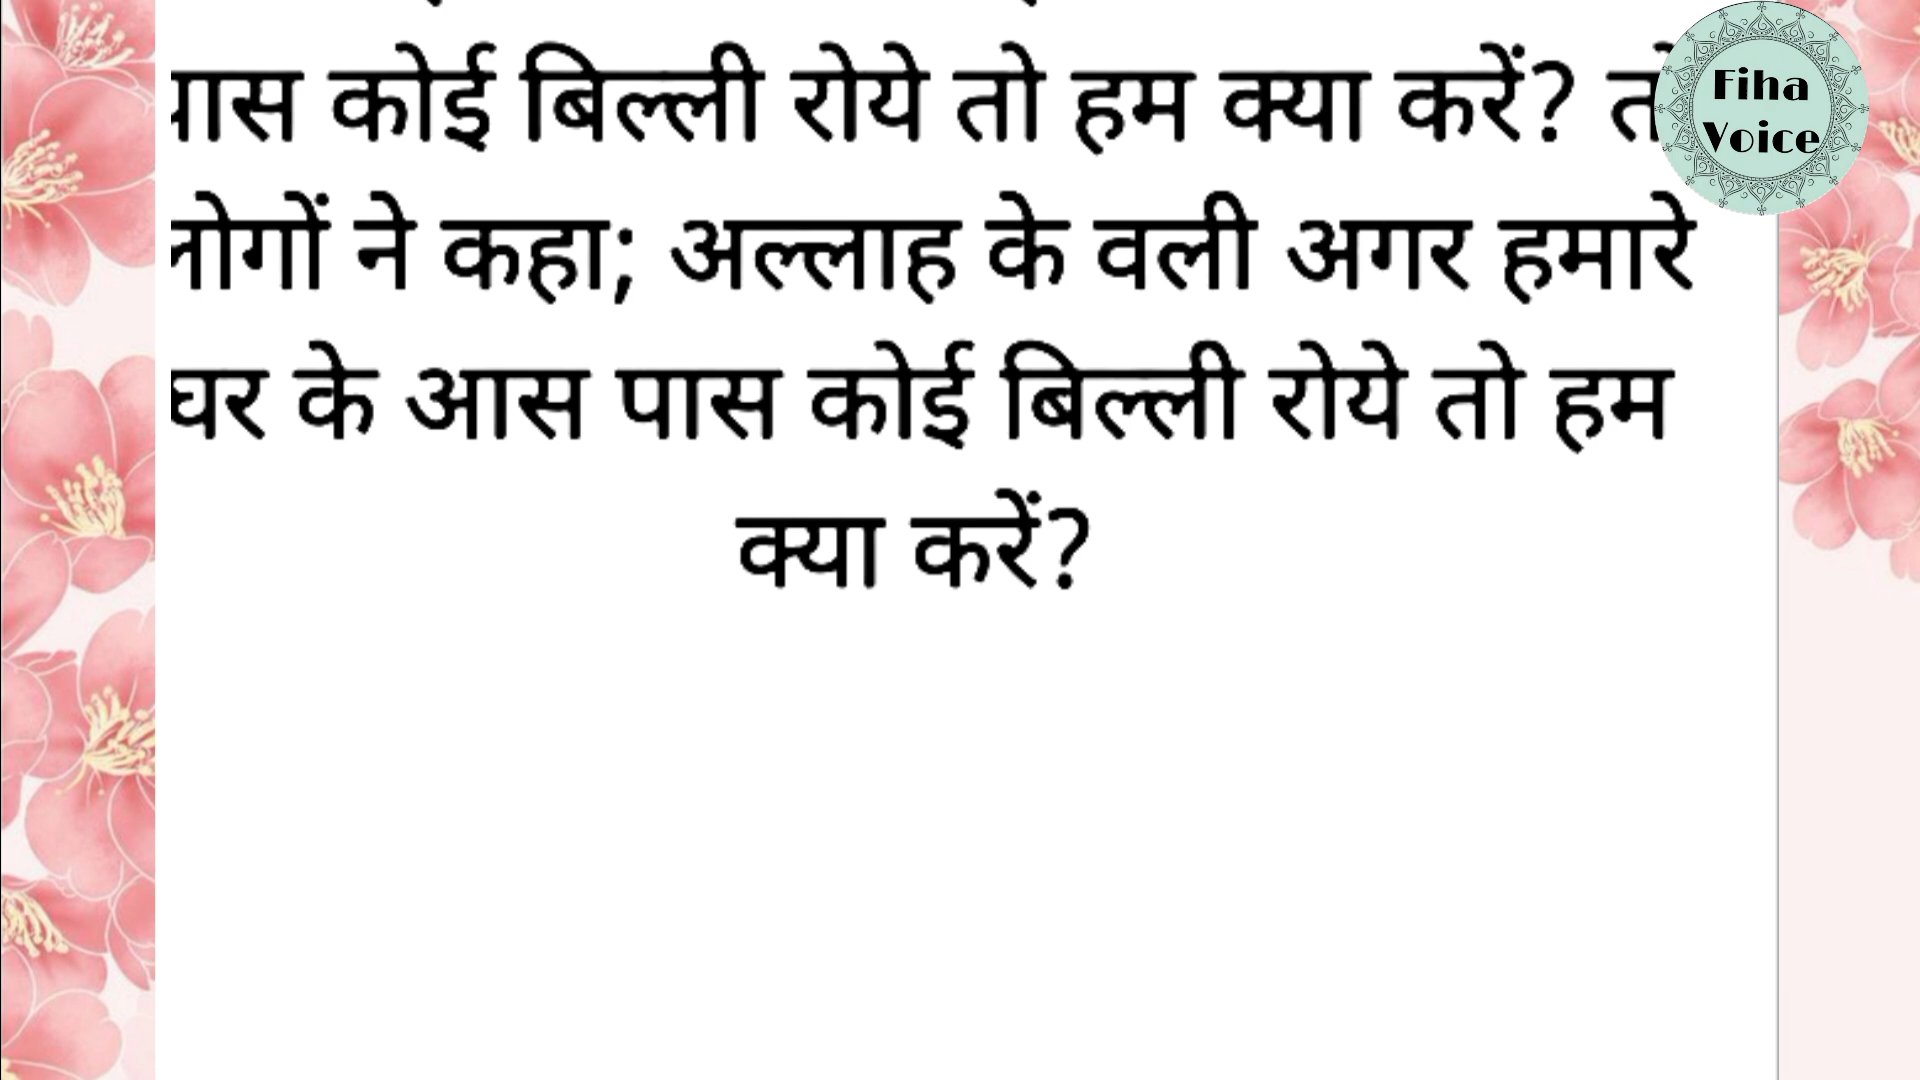 पास कोई बिल्ली रोये तो हम क्या करें?
लोगों ने कहा; अल्लाह के वली अगर हमारे
घर के आस पास कोई बिल्ली रोये तो हम
क्या करें?
Fiha
Voice